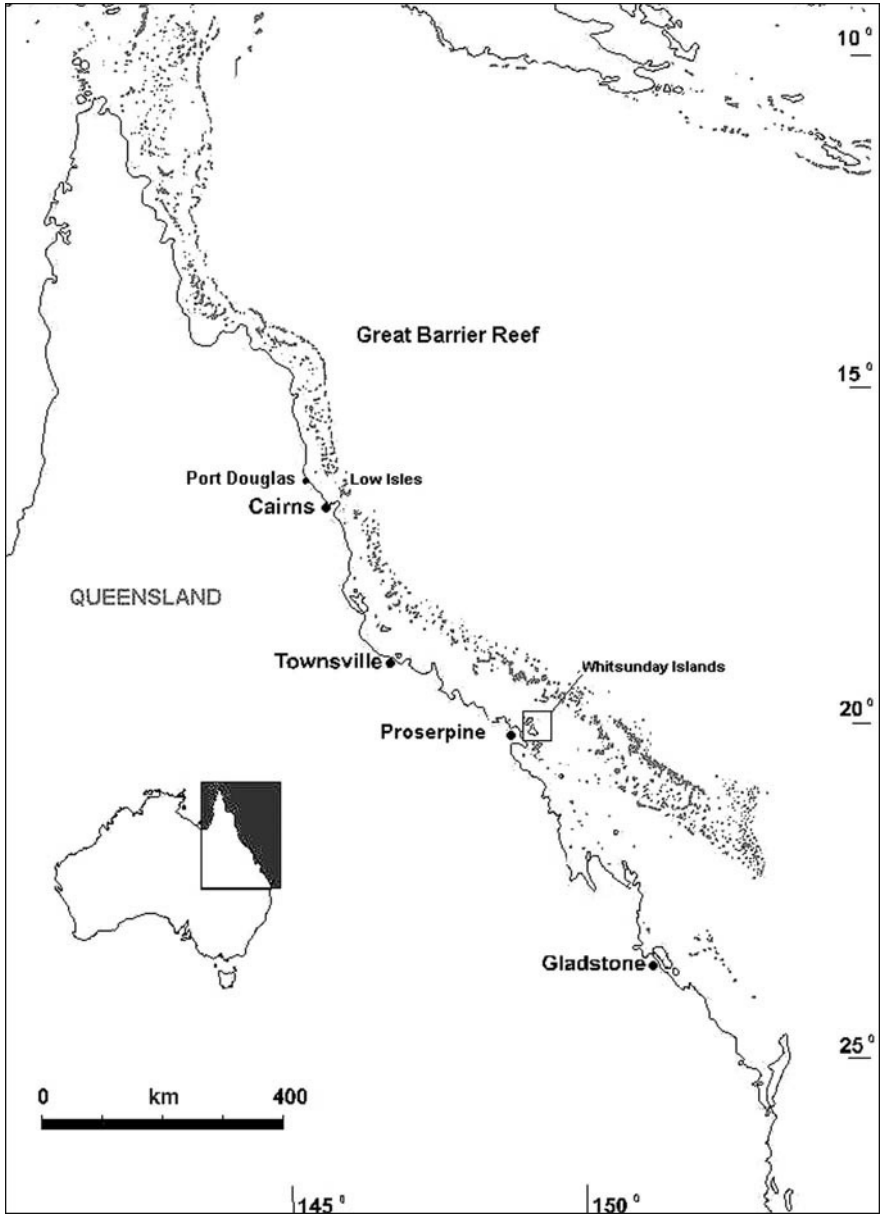 10°
Great Barrier Reef
15°
Port Douglas
Low Isles
Cairns
QUEENSLAND
Townsville
Whitsunday Islands
20°
Proserpine
Gladstone
25°
0 km 400
145° 150°